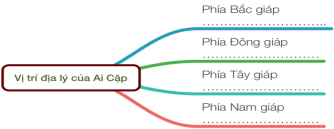 Phía Bắc giáp
................................
Phía Đông giáp
................................
Vị trí địa lý của Ai Cập
Phía Tây giáp
................................
Phía Nam giáp
................................